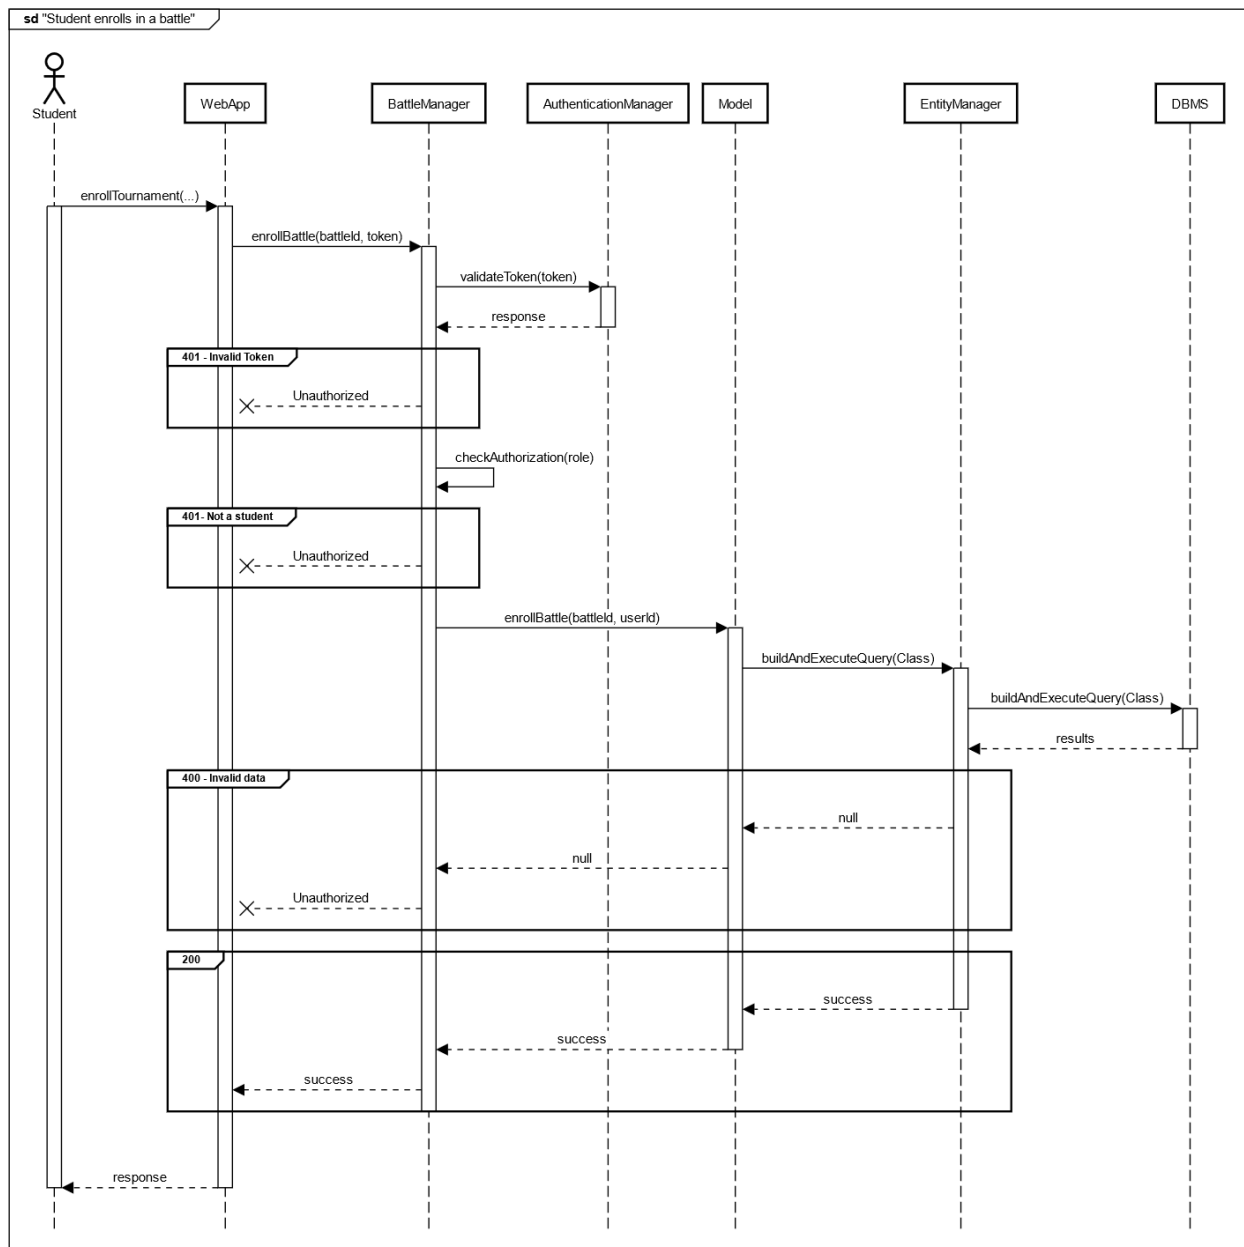 sd "Student enrolls in a battle"
Student
WebApp
BattleManager
AuthenticationManager
Model
EntityManager
DBMS
enrollTournament(...)
enrollBattle(battleId, token)
validateToken(token)
response
401 - Invalid Token
Unauthorized
checkAuthorization(role)
401- Not a student
Unauthorized
enrollBattle(battleId, userId)
buildAndExecuteQuery(Class)
buildAndExecuteQuery(Class)
results
400 - Invalid data
null
null
Unauthorized
200
success
success
success
response